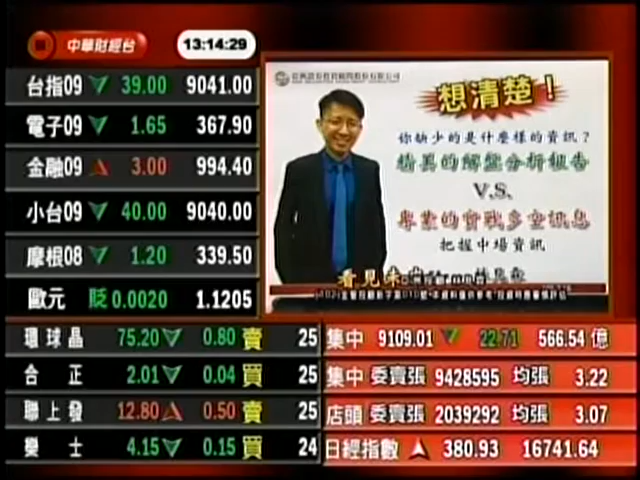 中華財經台
13:14:29
台指09 39.00 9041.00
電子09 1.65 367.90
金融09 3.00 994.40
小台09 40.00 9040.00
摩根08 1.20 339.50
歐元 貶 0.0020 1.1205
想清楚！
你缺少的是什麼樣的資訊？
精美的解盤分析報告
V.S.
專業的實戰多空訊息
把握中場資訊
看見未
環球晶 75.20 0.80 賣 25
合正 2.01 0.04 買 25
聯上發 12.80 0.50 賣 25
樂士 4.15 0.15 買 24
集中 9109.01 22.71 566.54 億
集中 委賣張 9428595 均張 3.22
店頭 委賣張 2039292 均張 3.07
日經指數 380.93 16741.64